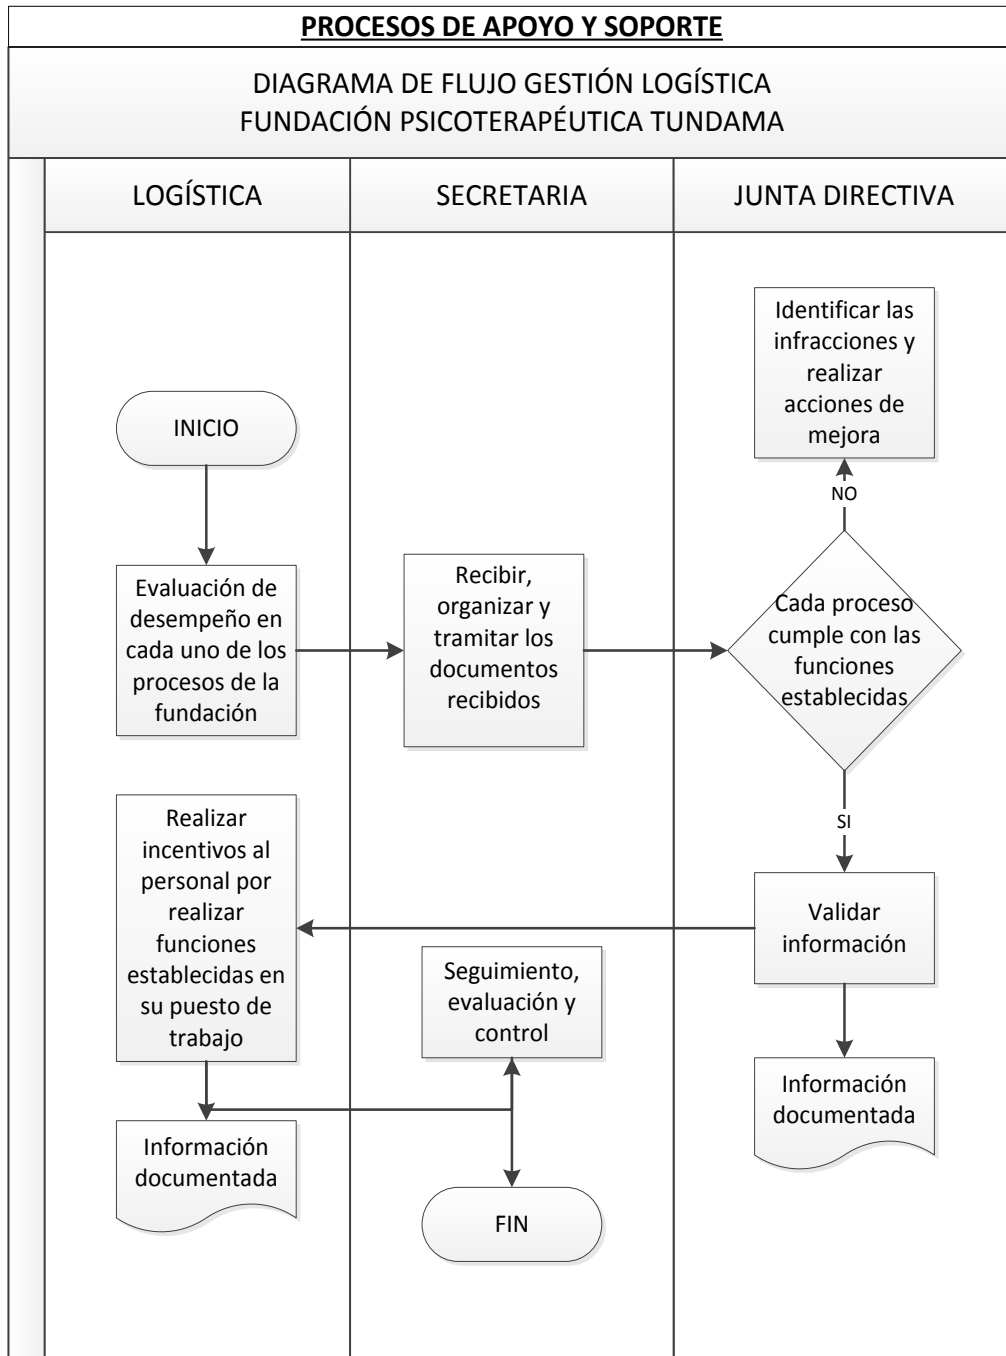 PROCESOS DE APOYO Y SOPORTE
DIAGRAMA DE FLUJO GESTIÓN LOGÍSTICA
FUNDACIÓN PSICOTERAPÉUTICA TUNDAMA
LOGÍSTICA
SECRETARIA
JUNTA DIRECTIVA
INICIO
Evaluación de
desempeño en
cada uno de los
procesos de la
fundación
Recibir,
organizar y
tramitar los
documentos
recibidos
Cada proceso
cumple con las
funciones
establecidas
NO
Identificar las
infracciones y
realizar
acciones de
mejora
SI
Validar
información
Información
documentada
Realizar
incentivos al
personal por
realizar
funciones
establecidas en
su puesto de
trabajo
Información
documentada
Seguimiento,
evaluación y
control
FIN